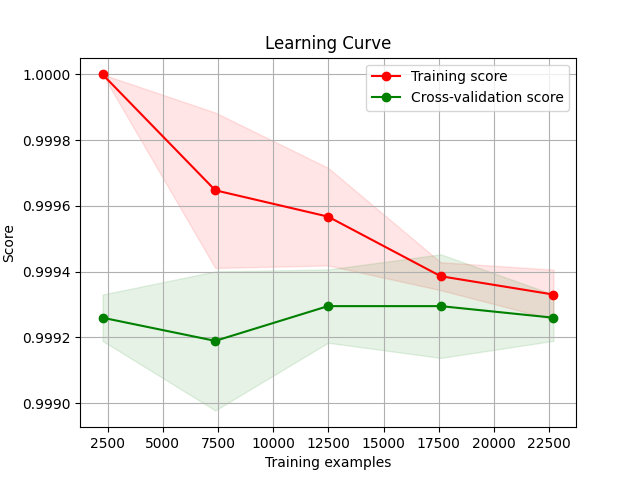 Learning Curve
Training score
Cross-validation score
1.0000
0.9998
0.9996
0.9994
0.9992
0.9990
Score
2500 5000 7500 10000 12500 15000 17500 20000 22500
Training examples